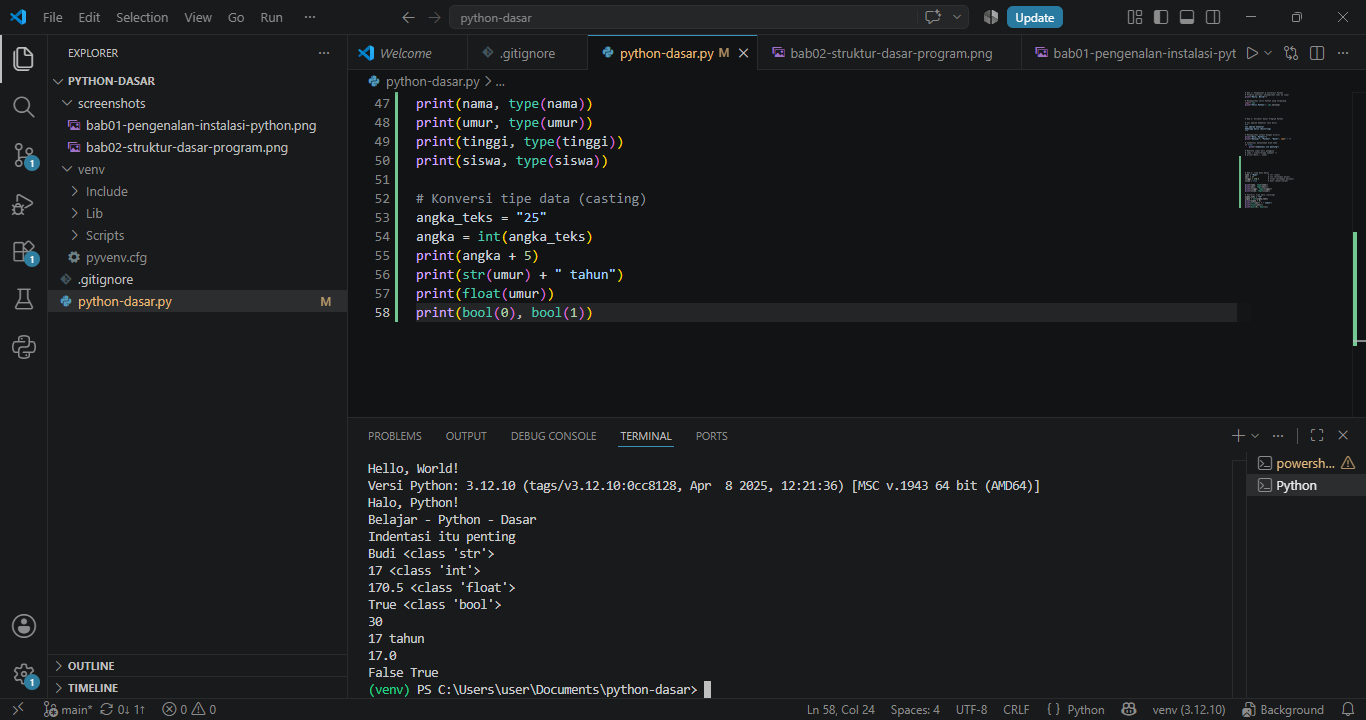 File Edit Selection View Go Run ··· python-dasar Update
EXPLORER ···
PYTHON-DASAR
screenshots
bab01-pengenalan-instalasi-python.png
bab02-struktur-dasar-program.png
venv
Include
Lib
Scripts
pyvenv.cfg
.gitignore
python-dasar.py M
OUTLINE
TIMELINE
1
1
1
Welcome .gitignore python-dasar.py M bab02-struktur-dasar-program.png bab01-pengenalan-instalasi-pyt ···
python-dasar.py > ...
47 print(nama, type(nama))
48 print(umur, type(umur))
49 print(tinggi, type(tinggi))
50 print(siswa, type(siswa))
51
52 # Konversi tipe data (casting)
53 angka_teks = "25"
54 angka = int(angka_teks)
55 print(angka + 5)
56 print(str(umur) + " tahun")
57 print(float(umur))
58 print(bool(0), bool(1))
PROBLEMS OUTPUT DEBUG CONSOLE TERMINAL PORTS ···
Hello, World!
Versi Python: 3.12.10 (tags/v3.12.10:0cc8128, Apr  8 2025, 12:21:36) [MSC v.1943 64 bit (AMD64)]
Halo, Python!
Belajar - Python - Dasar
Indentasi itu penting
Budi <class 'str'>
17 <class 'int'>
170.5 <class 'float'>
True <class 'bool'>
30
17 tahun
17.0
False True
(venv) PS C:\Users\user\Documents\python-dasar>
powersh...
Python
main* 0↓ 1↑ 0 0 Ln 58, Col 24 Spaces: 4 UTF-8 CRLF { } Python venv (3.12.10) Background